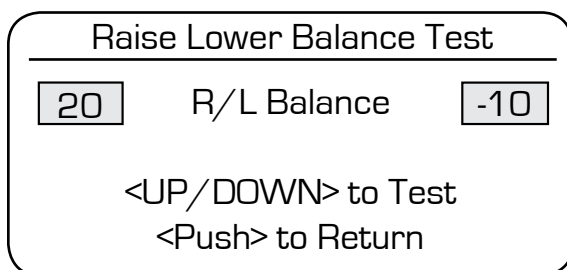 Raise Lower Balance Test
20 R/L Balance -10
<UP/DOWN> to Test
<Push> to Return